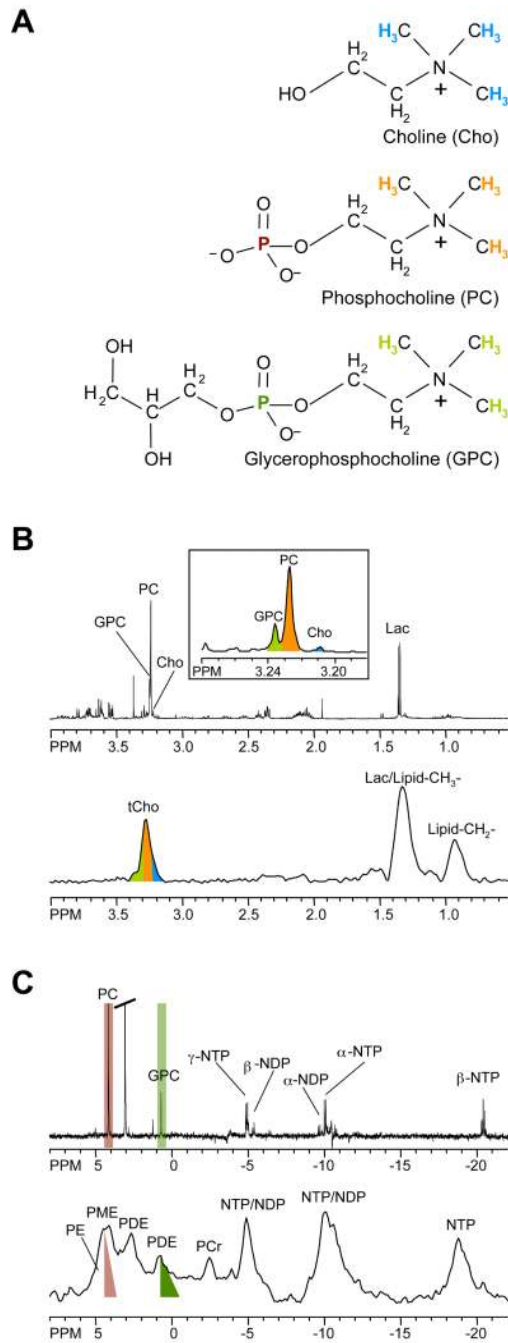 A
H₃C CH₃
H₂
C N
HO C + CH₃
H₂
Choline (Cho)
H₃C CH₃
O H₂
C N
⁻O P O C + CH₃
O⁻ H₂
Phosphocholine (PC)
OH H₃C CH₃
H₂ O H₂
H₂C H C C N
C O P O C + CH₃
OH O⁻ H₂
Glycerophosphocholine (GPC)
B
PC
GPC
Cho
PC
GPC
Cho
PPM 3.24 3.20
Lac
PPM 3.5 3.0 2.5 2.0 1.5 1.0
tCho
Lac/Lipid-CH₃-
Lipid-CH₂-
PPM 3.5 3.0 2.5 2.0 1.5 1.0
C
PC
GPC
γ-NTP
β-NDP
α-NDP
α-NTP
β-NTP
PPM 5 0 -5 -10 -15 -20
PE
PME
PDE
PDE
PCr
NTP/NDP
NTP/NDP
NTP
PPM 5 0 -5 -10 -15 -20